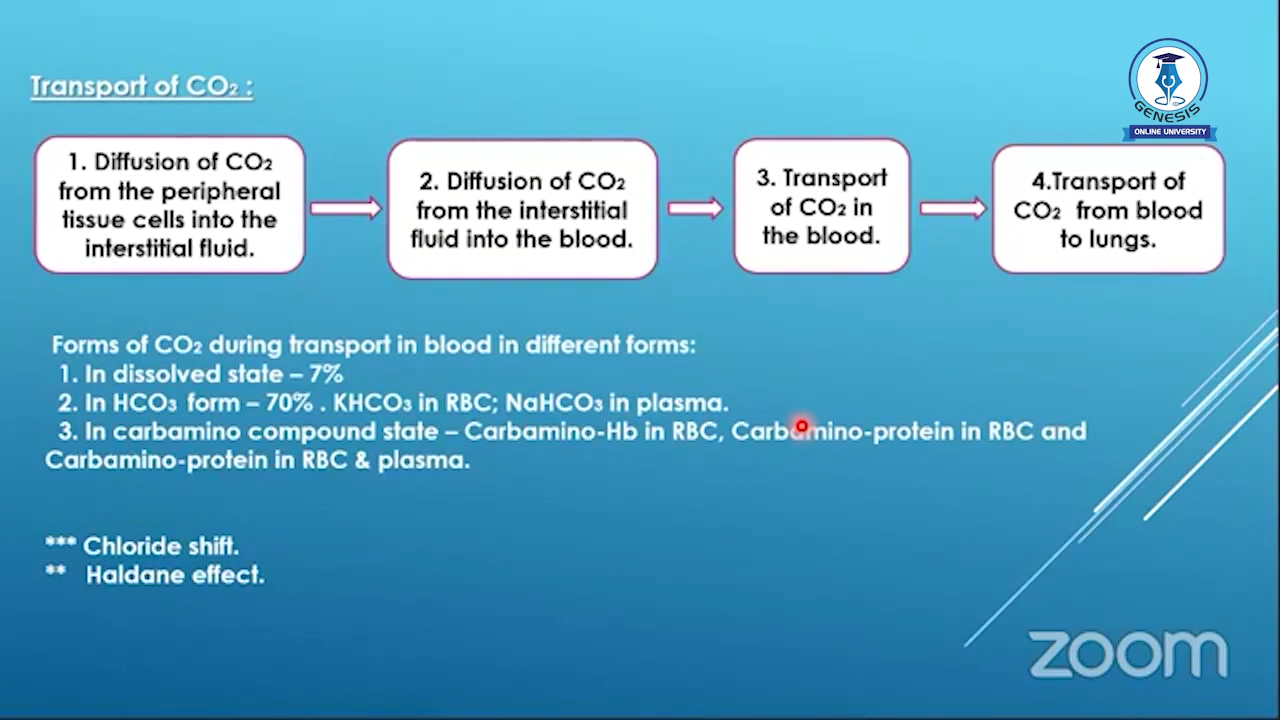 Transport of CO₂ :
GENESIS
ONLINE UNIVERSITY
1. Diffusion of CO₂
from the peripheral
tissue cells into the
interstitial fluid.
2. Diffusion of CO₂
from the interstitial
fluid into the blood.
3. Transport
of CO₂ in
the blood.
4.Transport of
CO₂ from blood
to lungs.
Forms of CO₂ during transport in blood in different forms:
1. In dissolved state – 7%
2. In HCO₃ form – 70% . KHCO₃ in RBC; NaHCO₃ in plasma.
3. In carbamino compound state – Carbamino-Hb in RBC, Carbamino-protein in RBC and
Carbamino-protein in RBC & plasma.
*** Chloride shift.
** Haldane effect.
zoom